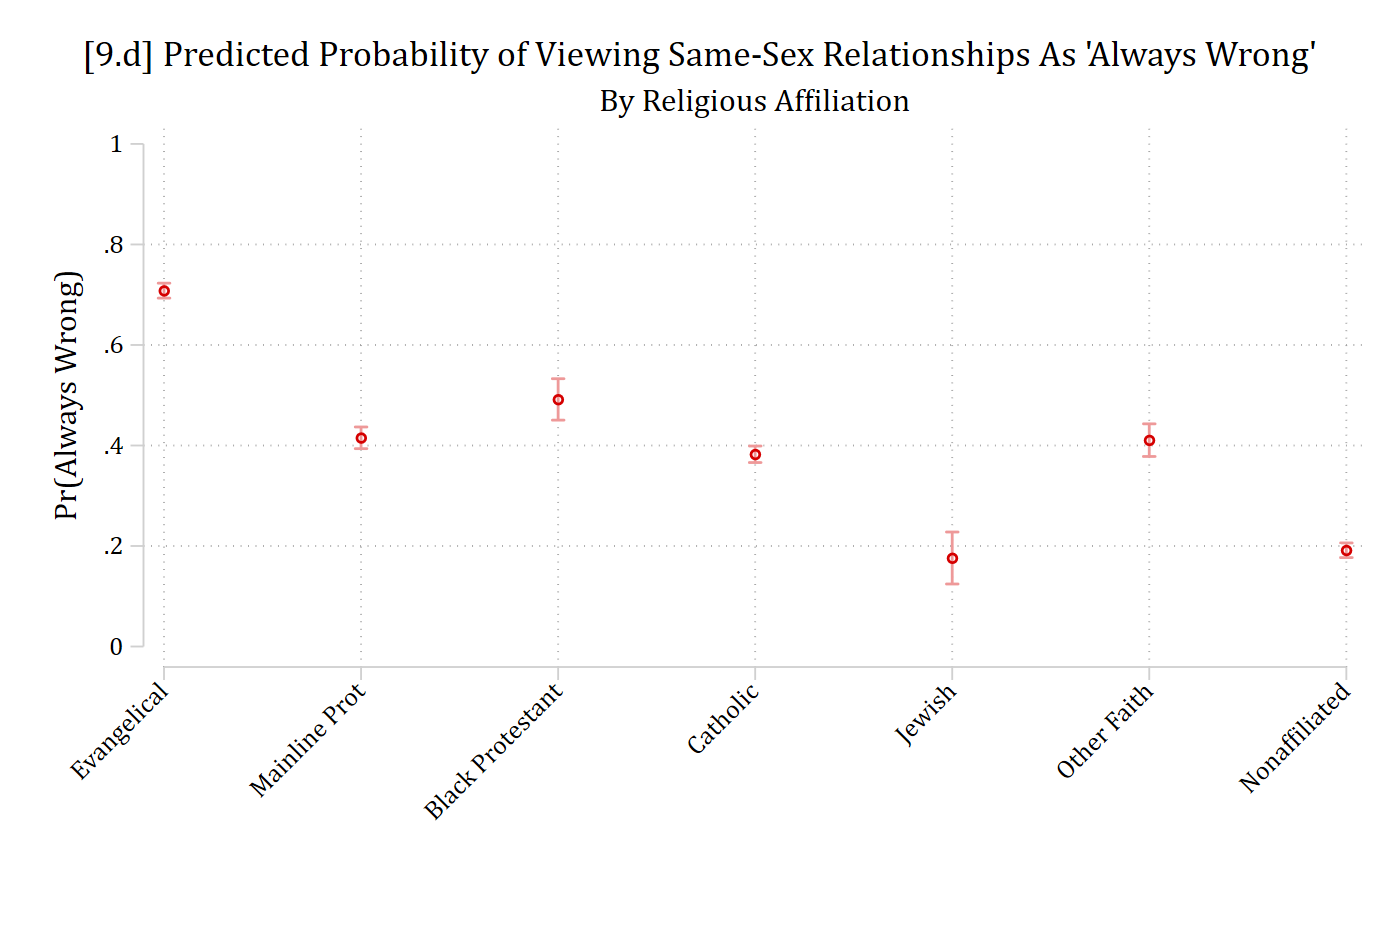 [9.d] Predicted Probability of Viewing Same-Sex Relationships As 'Always Wrong'
By Religious Affiliation
Pr(Always Wrong)
1
.8
.6
.4
.2
0
Evangelical
Mainline Prot
Black Protestant
Catholic
Jewish
Other Faith
Nonaffiliated